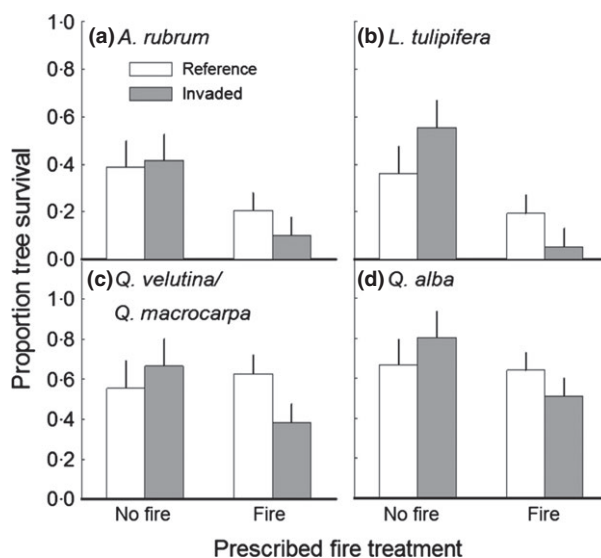 Proportion tree survival
1·0
0·8
0·6
0·4
0·2
0·0
(a) A. rubrum
Reference
Invaded
(b) L. tulipifera
1·0
0·8
0·6
0·4
0·2
0·0
(c) Q. velutina/
Q. macrocarpa
(d) Q. alba
No fire Fire No fire Fire
Prescribed fire treatment